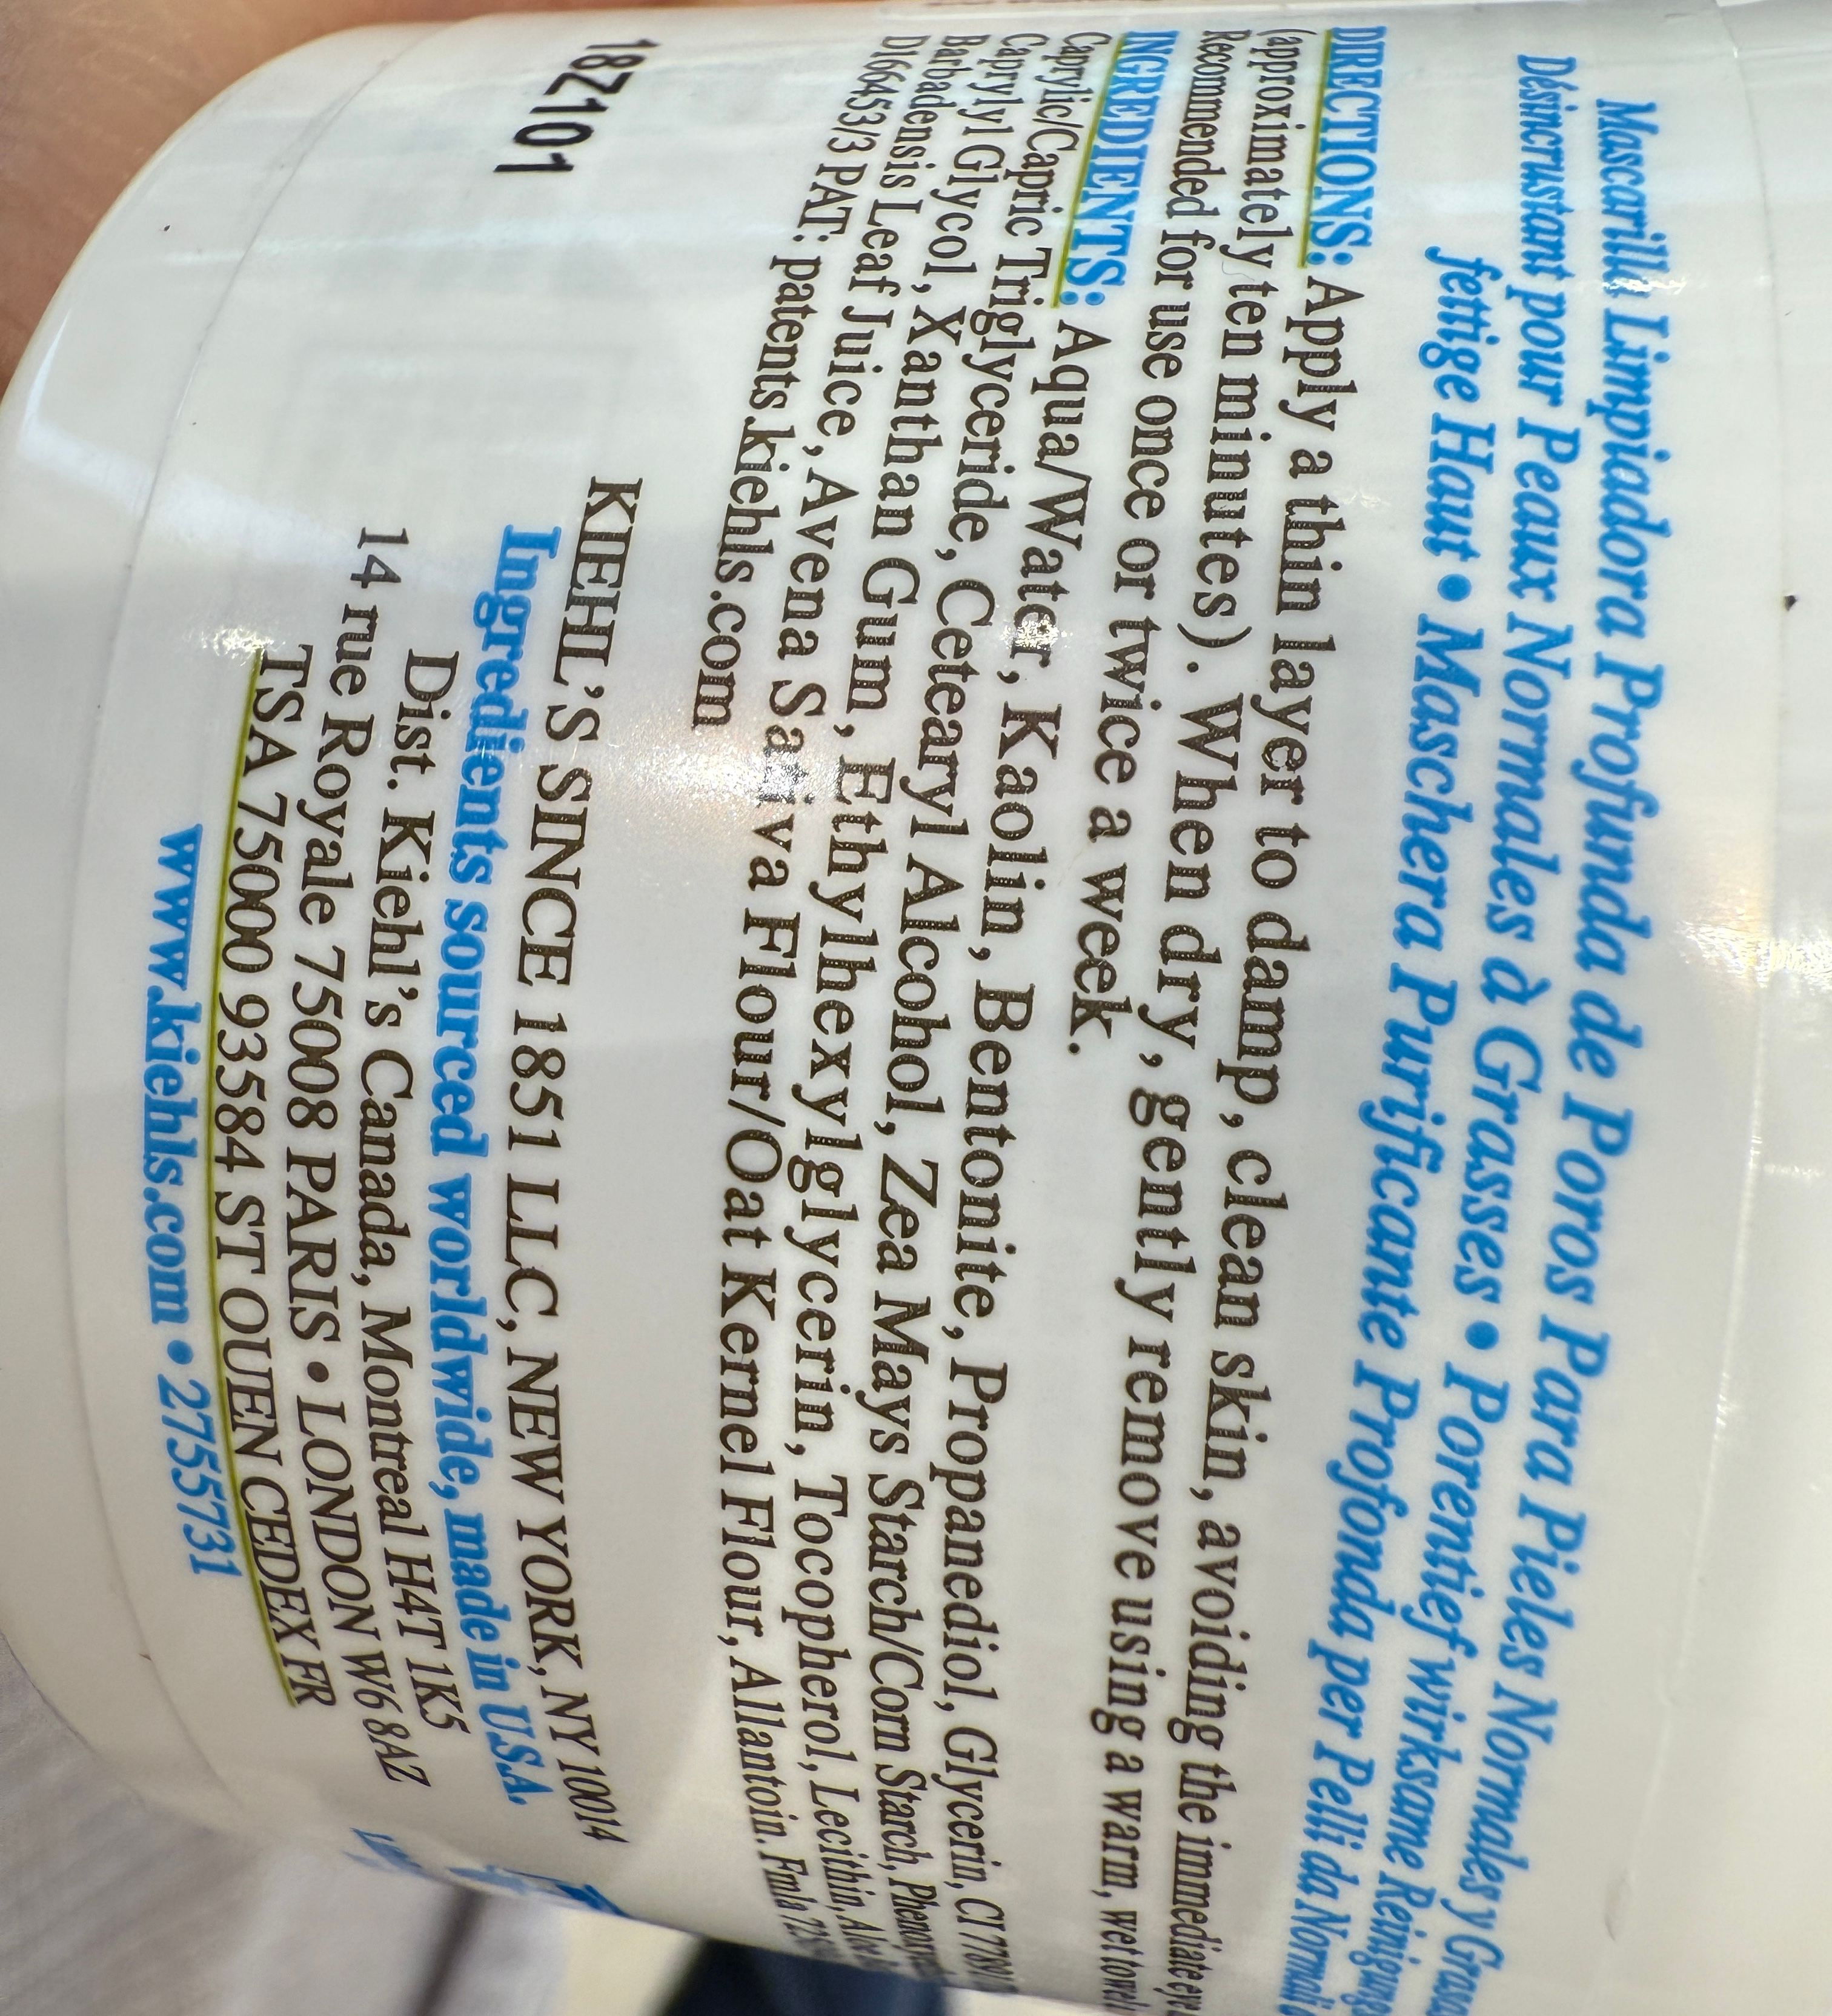 Mascarilla Limpiadora Profunda de Poros Para Pieles Normales y Grasas
Désincrustant pour Peaux Normales à Grasses • Porentief wirksame
fettige Haut • Maschera Purificante Profonda per Pelli da Normali
DIRECTIONS: Apply a thin layer to damp, clean skin, avoiding the immediate eye
(approximately ten minutes). When dry, gently remove using a warm, wet towel
Recommended for use once or twice a week.
INGREDIENTS: Aqua/Water, Kaolin, Bentonite, Propanediol, Glycerin, CI
Caprylic/Capric Triglyceride, Cetearyl Alcohol, Zea Mays Starch/Corn Starch,
Caprylyl Glycol, Xanthan Gum, Ethylhexylglycerin, Tocopherol, Lecithin,
Barbadensis Leaf Juice, Avena Sativa Flour/Oat Kernel Flour, Allantoin. Fmla
D166453/3 PAT: patents.kiehls.com
KIEHL'S SINCE 1851 LLC, NEW YORK, NY 10014
Ingredients sourced worldwide, made in USA.
Dist. Kiehl's Canada, Montreal H4T 1K5
14 rue Royale 75008 PARIS • LONDON W6 8AZ
TSA 75000 93584 ST OUEN CEDEX FR
www.kiehls.com • 2755731
18Z101